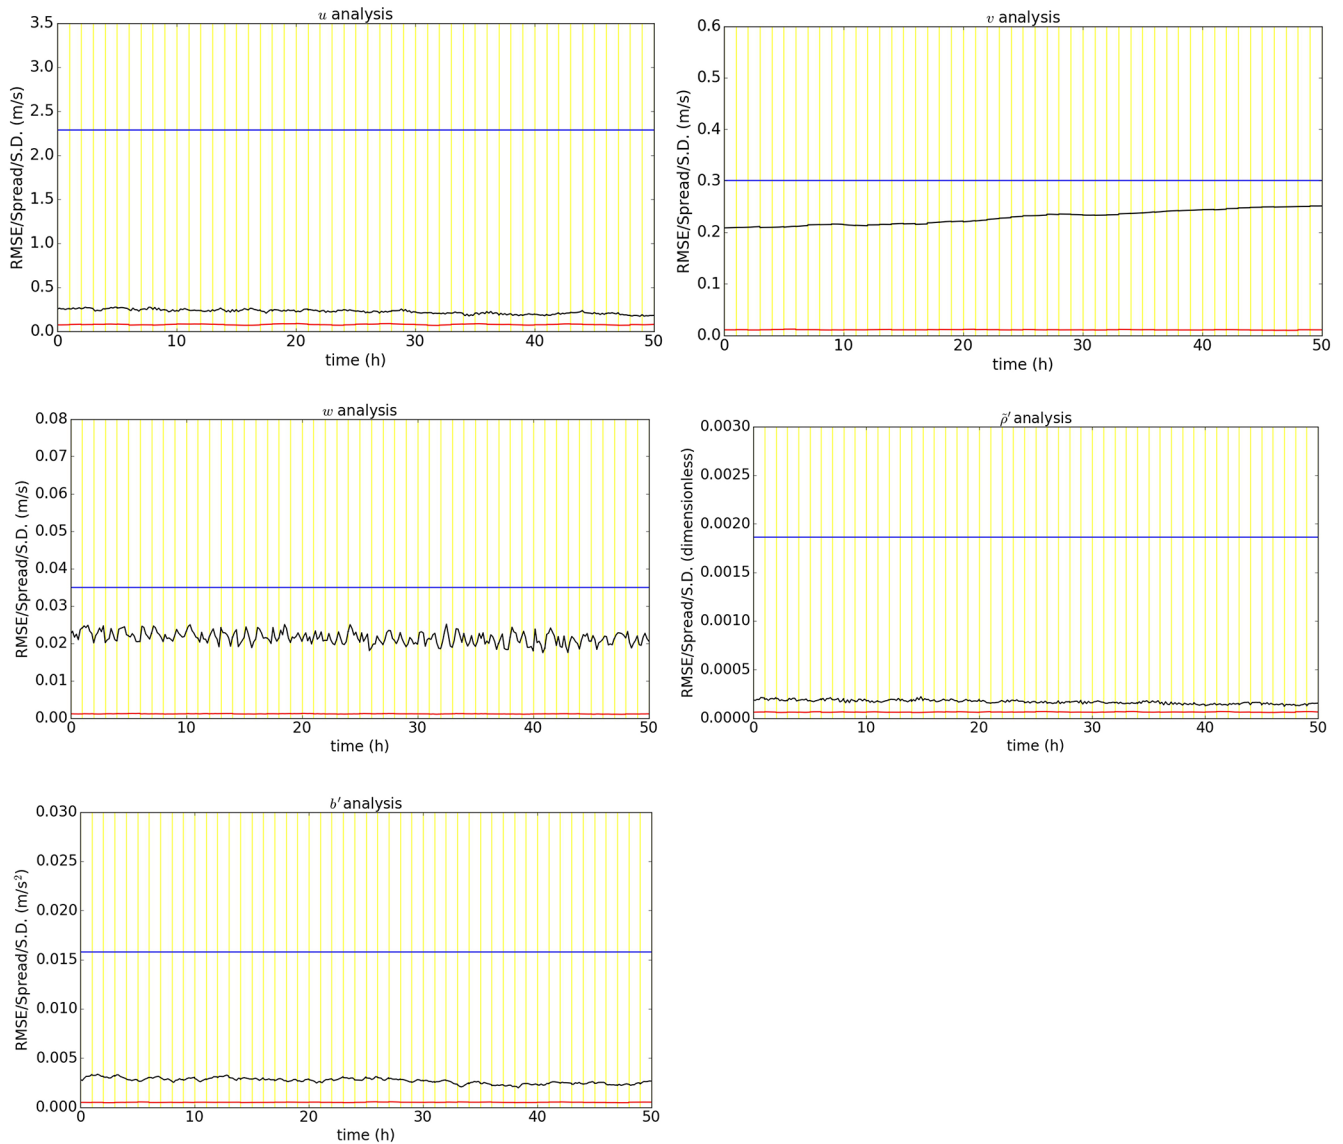 u analysis
RMSE/Spread/S.D. (m/s)
3.5
3.0
2.5
2.0
1.5
1.0
0.5
0.0
0 10 20 30 40 50
time (h)
v analysis
RMSE/Spread/S.D. (m/s)
0.6
0.5
0.4
0.3
0.2
0.1
0.0
0 10 20 30 40 50
time (h)
w analysis
RMSE/Spread/S.D. (m/s)
0.08
0.07
0.06
0.05
0.04
0.03
0.02
0.01
0.00
0 10 20 30 40 50
time (h)
ρ̃′ analysis
RMSE/Spread/S.D. (dimensionless)
0.0030
0.0025
0.0020
0.0015
0.0010
0.0005
0.0000
0 10 20 30 40 50
time (h)
b′ analysis
RMSE/Spread/S.D. (m/s²)
0.030
0.025
0.020
0.015
0.010
0.005
0.000
0 10 20 30 40 50
time (h)